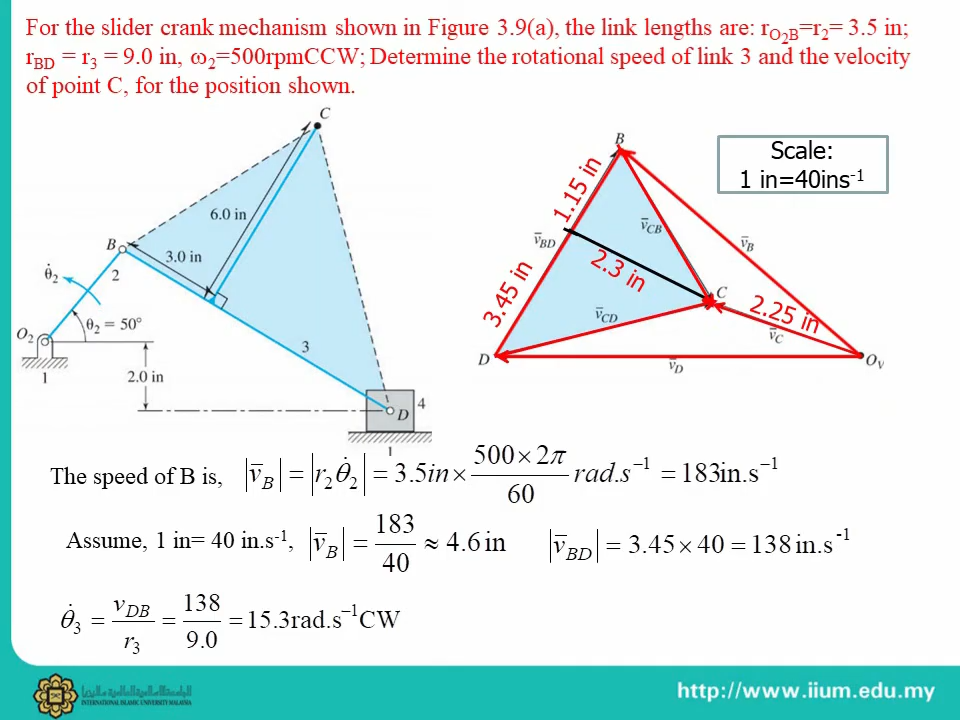 For the slider crank mechanism shown in Figure 3.9(a), the link lengths are: r_O₂B=r₂= 3.5 in;
r_BD = r₃ = 9.0 in, ω₂=500rpmCCW; Determine the rotational speed of link 3 and the velocity
of point C, for the position shown.
C
6.0 in
B
3.0 in
2
θ̇₂
O₂
θ₂ = 50°
1
3
2.0 in
D
4
1
B
Scale:
1 in=40ins⁻¹
1.15 in
v̄_BD
v̄_CB
v̄_B
2.3 in
3.45 in
C
v̄_CD
2.25 in
v̄_C
D
v̄_D
O_V
The speed of B is, |v̄_B| = |r₂θ̇₂| = 3.5in × (500 × 2π)/60 rad.s⁻¹ = 183in.s⁻¹
Assume, 1 in= 40 in.s⁻¹, |v̄_B| = 183/40 ≈ 4.6 in |v̄_BD| = 3.45 × 40 = 138 in.s⁻¹
θ̇₃ = v_DB/r₃ = 138/9.0 = 15.3rad.s⁻¹CW
INTERNATIONAL ISLAMIC UNIVERSITY MALAYSIA
http://www.iium.edu.my